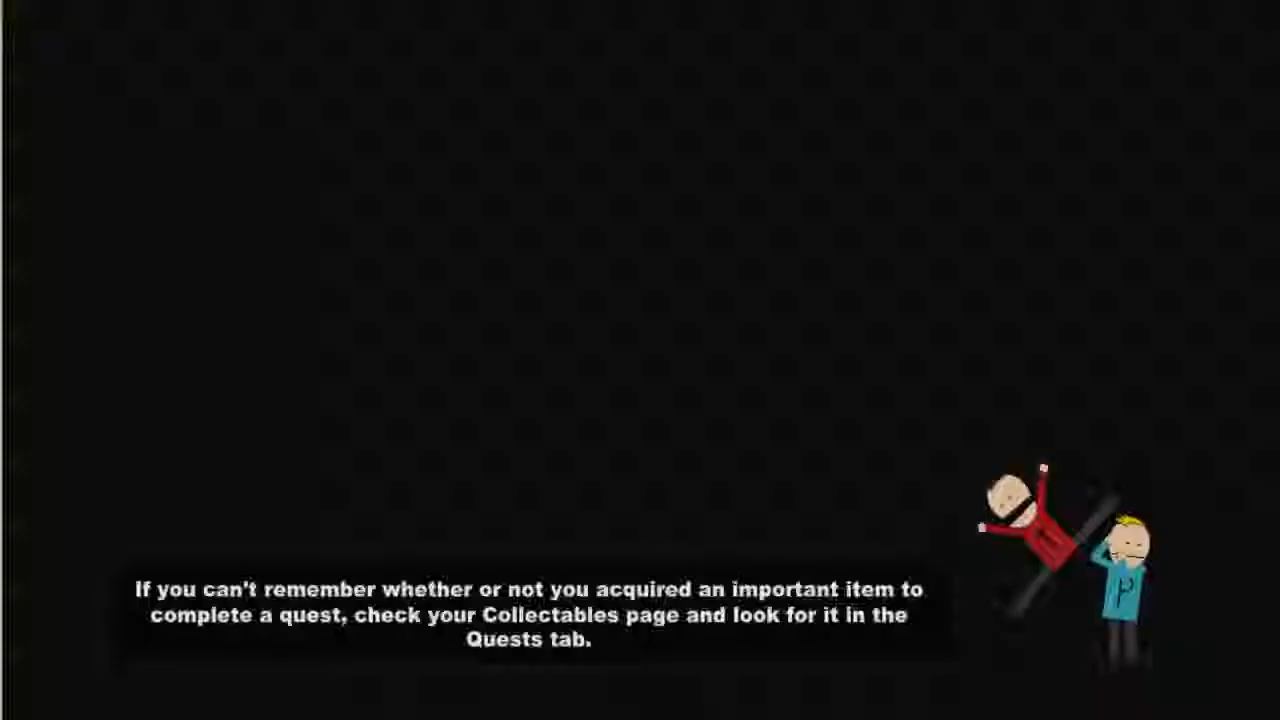 If you can't remember whether or not you acquired an important item to
complete a quest, check your Collectables page and look for it in the
Quests tab.
P